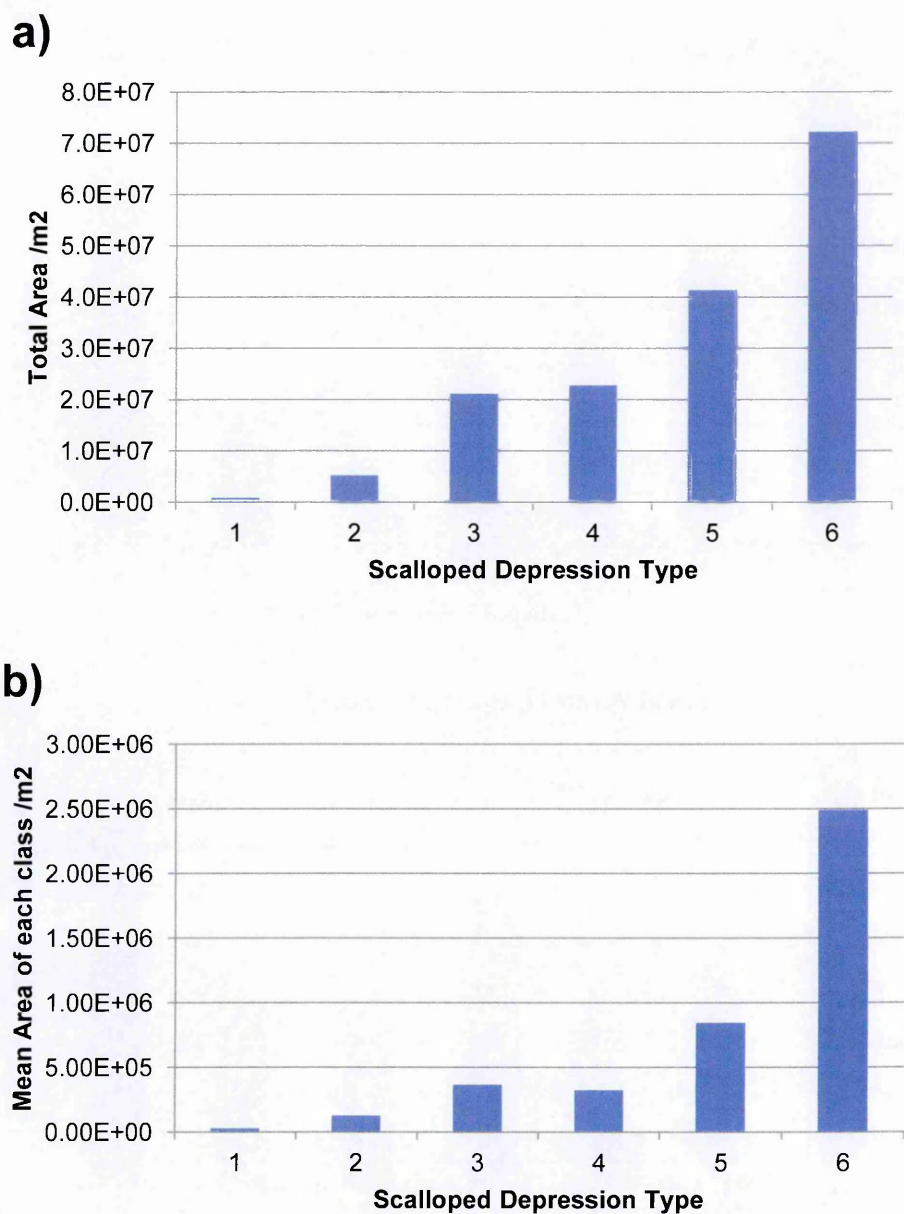 a)
Total Area /m2
8.0E+07
7.0E+07
6.0E+07
5.0E+07
4.0E+07
3.0E+07
2.0E+07
1.0E+07
0.0E+00
1 2 3 4 5 6
Scalloped Depression Type
b)
Mean Area of each class /m2
3.00E+06
2.50E+06
2.00E+06
1.50E+06
1.00E+06
5.00E+05
0.00E+00
1 2 3 4 5 6
Scalloped Depression Type